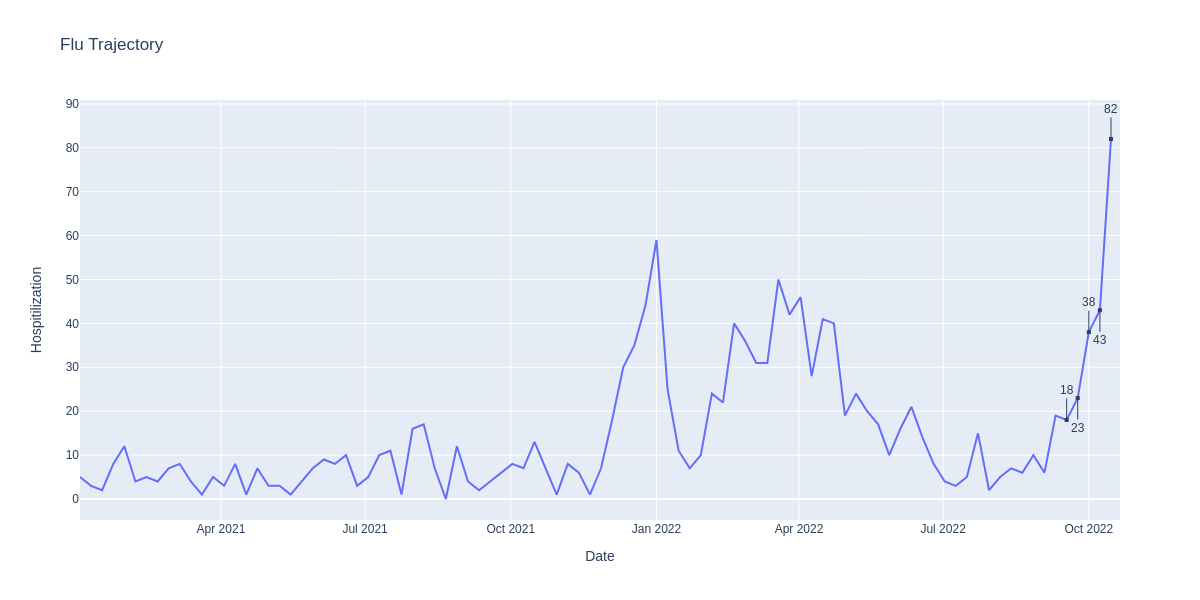 Flu Trajectory
90
80
70
60
50
40
30
20
10
0
Hospitilization
82
38
43
18
23
Apr 2021
Jul 2021
Oct 2021
Jan 2022
Apr 2022
Jul 2022
Oct 2022
Date